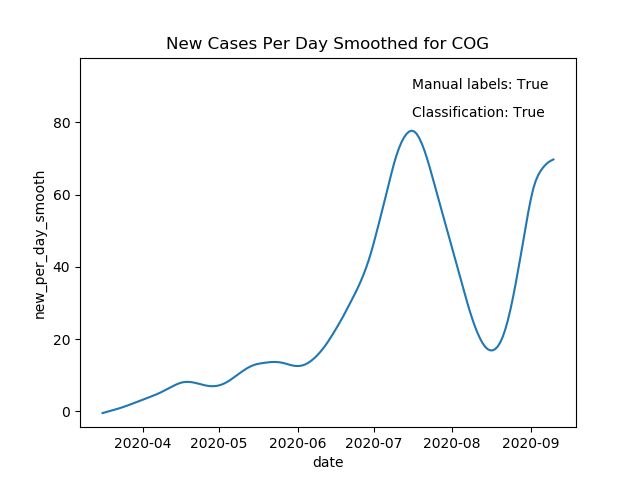 New Cases Per Day Smoothed for COG
Manual labels: True
Classification: True
new_per_day_smooth
80
60
40
20
0
2020-04 2020-05 2020-06 2020-07 2020-08 2020-09
date